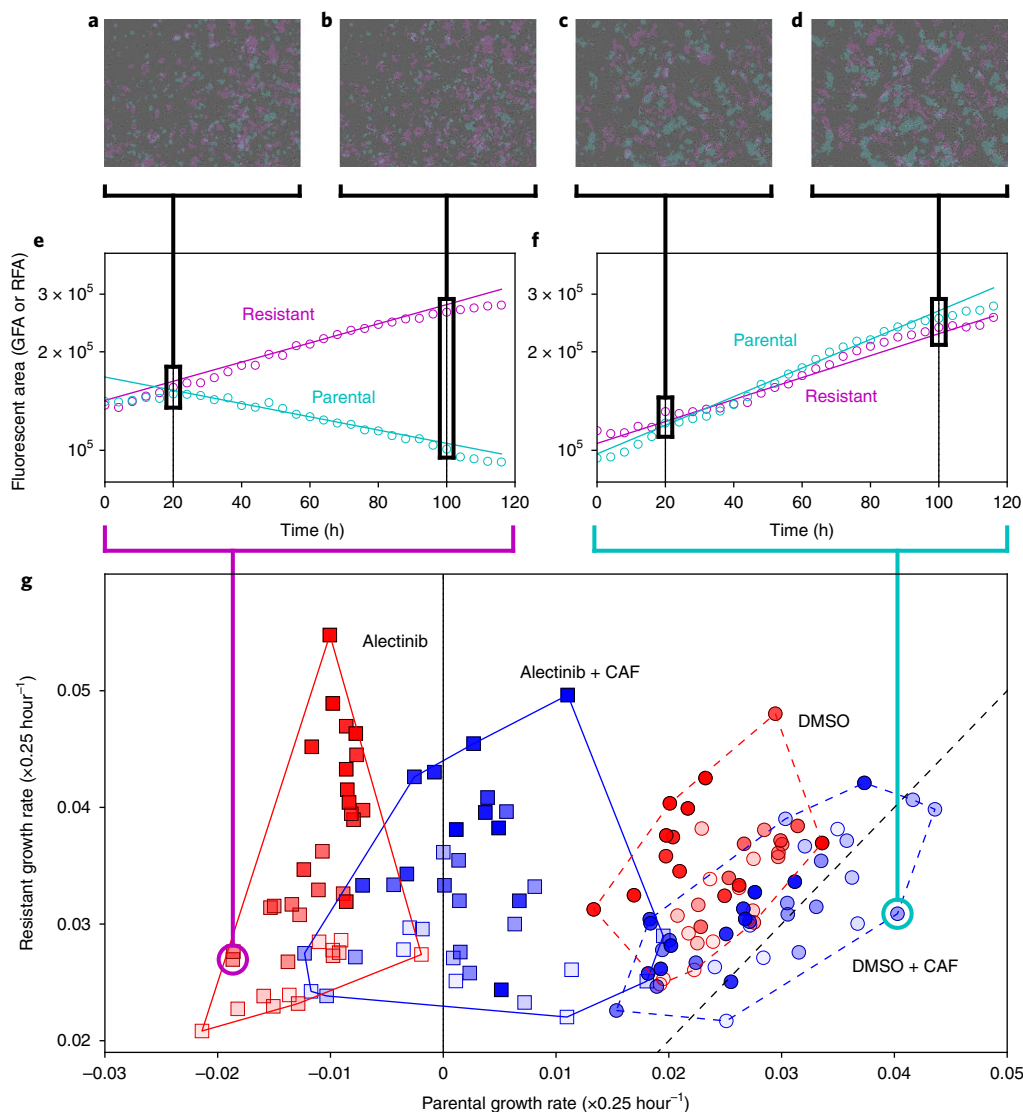 a b c d
e f
Fluorescent area (GFA or RFA)
3 × 10⁵
2 × 10⁵
10⁵
Resistant
Parental
0 20 40 60 80 100 120
Time (h)
3 × 10⁵
2 × 10⁵
10⁵
Parental
Resistant
0 20 40 60 80 100 120
Time (h)
g
Resistant growth rate (×0.25 hour⁻¹)
0.05
0.04
0.03
0.02
Alectinib
Alectinib + CAF
DMSO
DMSO + CAF
−0.03 −0.02 −0.01 0 0.01 0.02 0.03 0.04 0.05
Parental growth rate (×0.25 hour⁻¹)